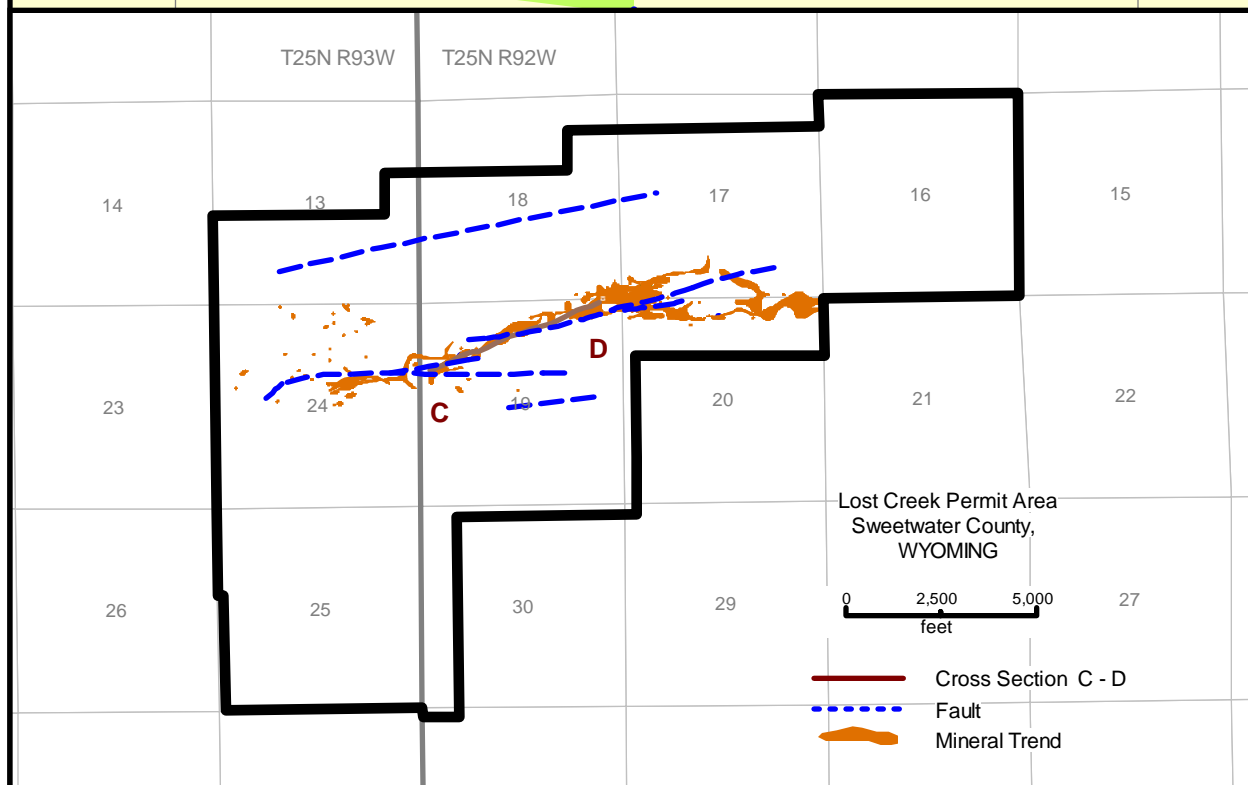 T25N R93W T25N R92W
14 13 18 17 16 15
D
23 24 C 19 20 21 22
Lost Creek Permit Area
Sweetwater County,
WYOMING
26 25 30 29 27
0 2,500 5,000
feet
Cross Section C - D
Fault
Mineral Trend